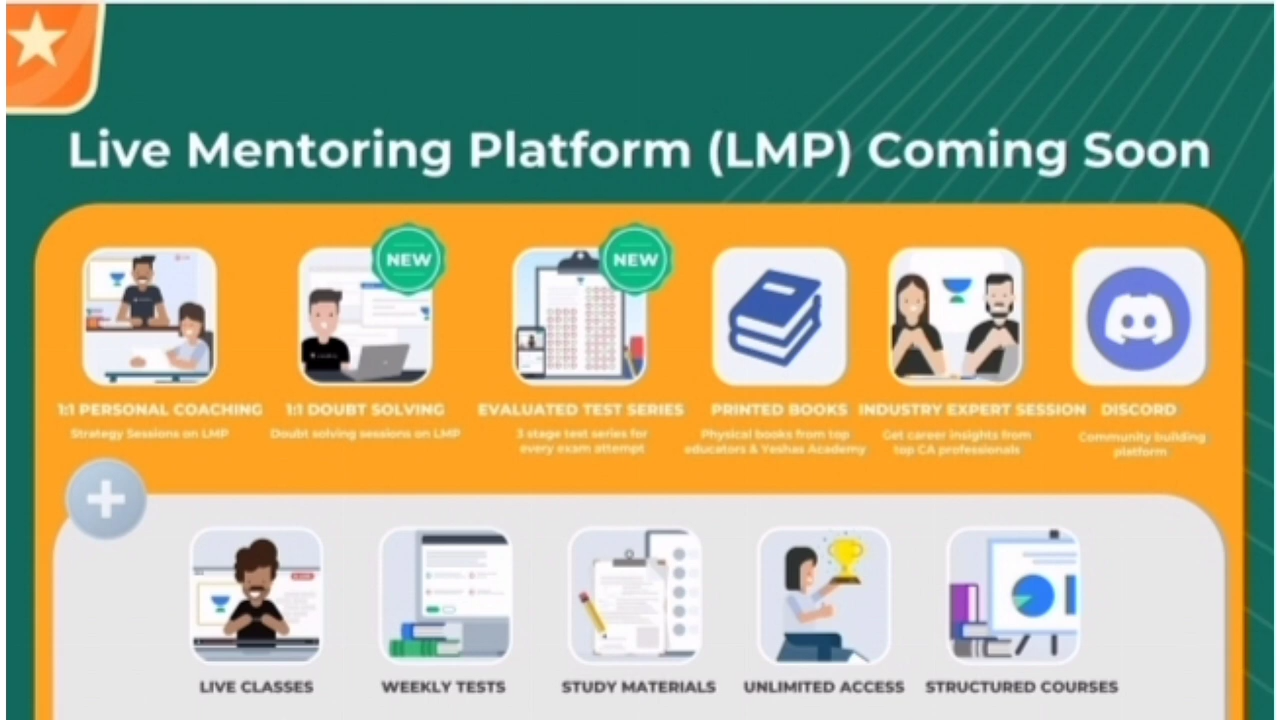 Live Mentoring Platform (LMP) Coming Soon
NEW
NEW
1:1 PERSONAL COACHING
Strategy Sessions on LMP
1:1 DOUBT SOLVING
Doubt solving sessions on LMP
EVALUATED TEST SERIES
3 stage test series for
every exam attempt
PRINTED BOOKS
Physical books from top
educators & Yashas Academy
INDUSTRY EXPERT SESSION
Get career insights from
top CA professionals
DISCORD
Community building
platform
LIVE CLASSES
WEEKLY TESTS
STUDY MATERIALS
UNLIMITED ACCESS
STRUCTURED COURSES